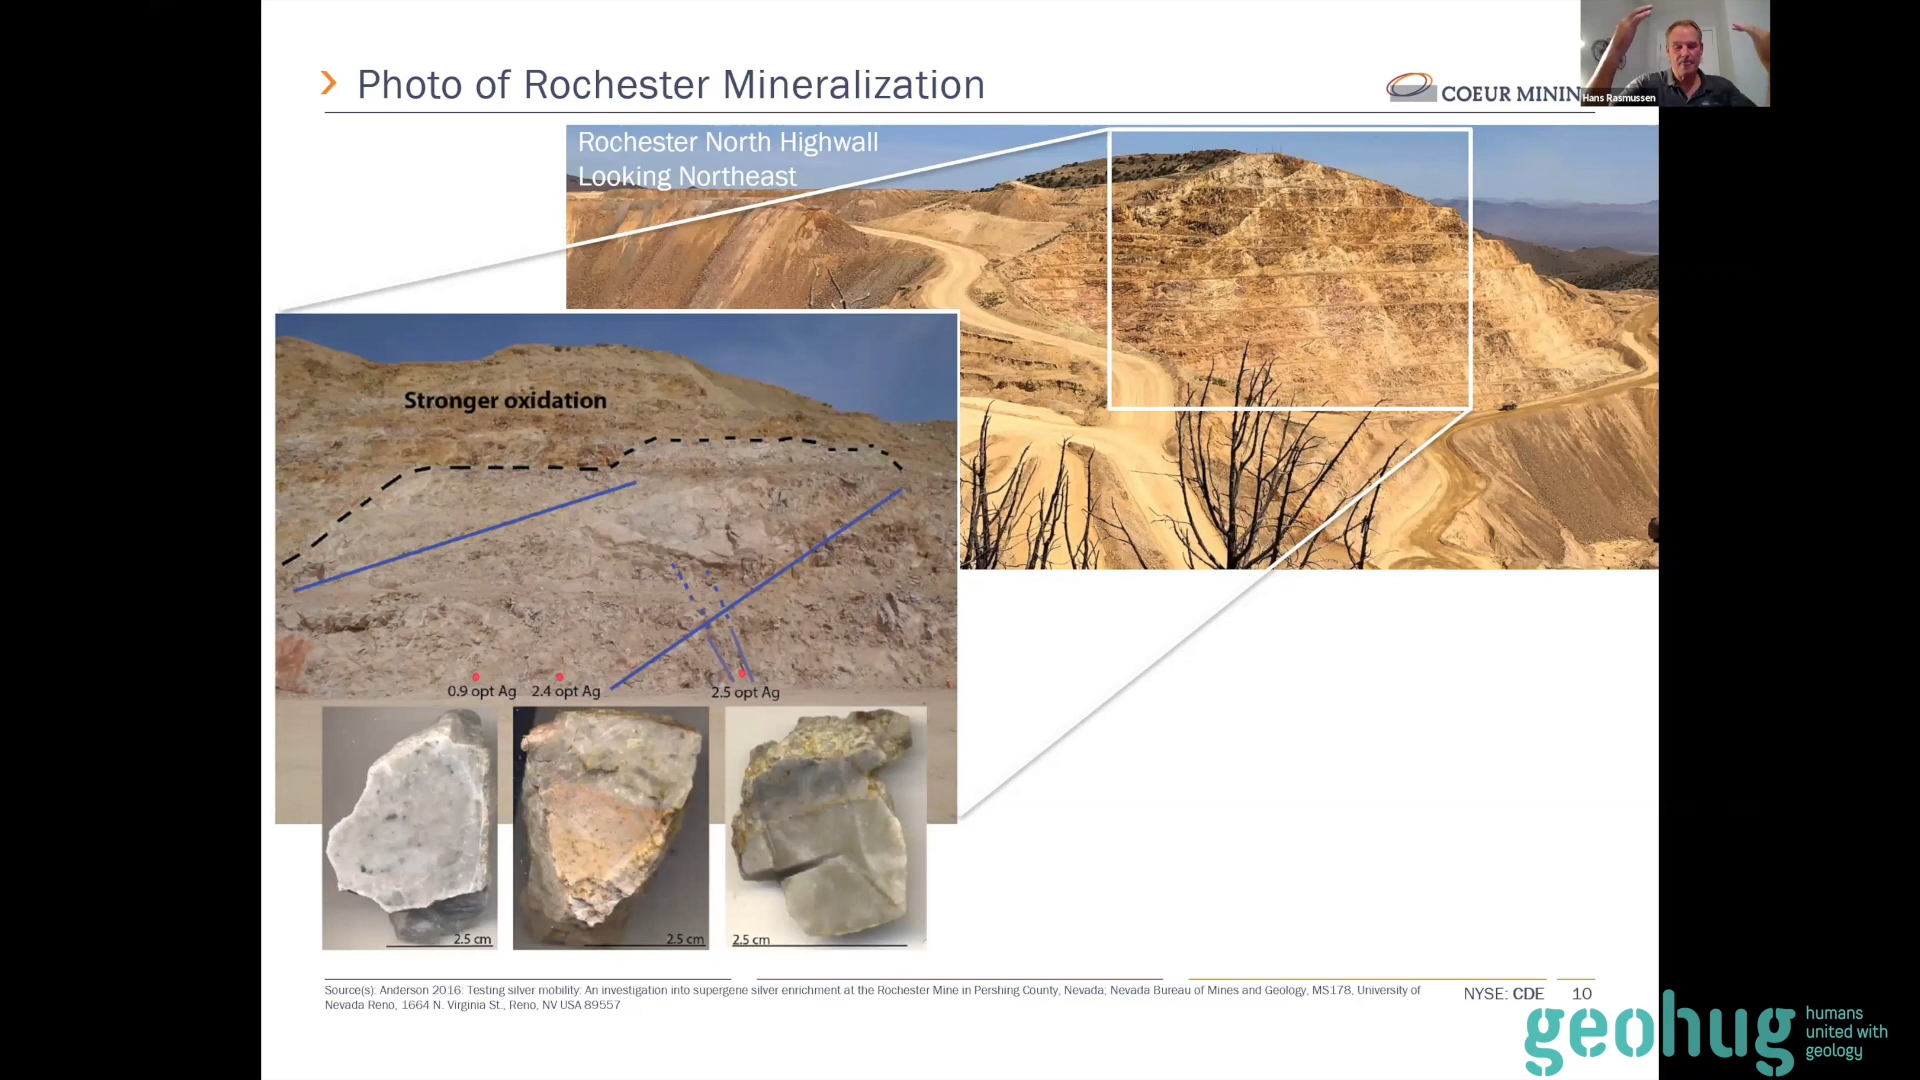 Photo of Rochester Mineralization
COEUR MININ
Hans Rasmussen
Rochester North Highwall
Looking Northeast
Stronger oxidation
0.9 opt Ag
2.4 opt Ag
2.5 opt Ag
2.5 cm
2.5 cm
2.5 cm
Source(s): Anderson 2016: Testing silver mobility: An investigation into supergene silver enrichment at the Rochester Mine in Pershing County, Nevada; Nevada Bureau of Mines and Geology, MS178, University of
Nevada Reno, 1664 N. Virginia St., Reno, NV USA 89557
NYSE: CDE 10
geohug
humans
united with
geology